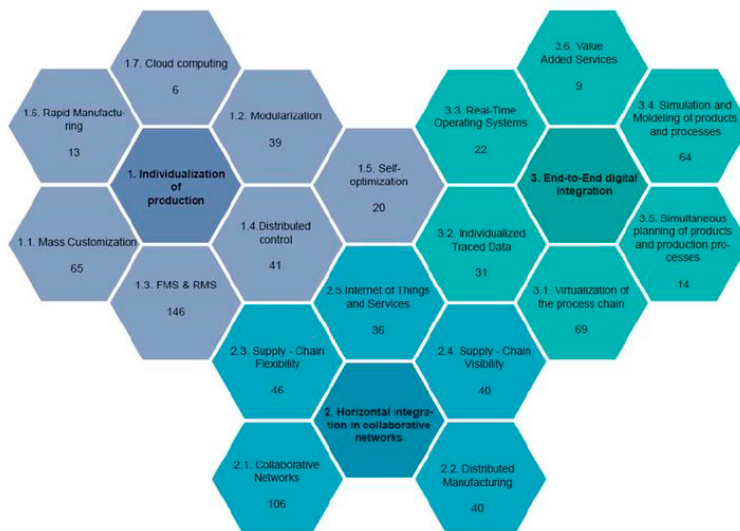 1.7. Cloud computing
6
1.6. Rapid Manufactu-
ring
13
1.2. Modularization
39
1. Individualization
of
production
1.5. Self-
optimization
20
1.1. Mass Customization
65
1.4.Distributed
control
41
1.3. FMS & RMS
146
3.6. Value
Added Services
9
3.3. Real-Time
Operating Systems
22
3.4. Simulation and
Moldeling of products
and processes
64
3. End-to-End digital
integration
3.2. Individualized
Traced Data
31
3.5. Simultaneous
planning of products
and production pro-
cesses
14
3.1. Virtualization of
the process chain
69
2.5.Internet of Things
and Services
36
2.3. Supply - Chain
Flexibility
46
2.4. Supply - Chain
Visibility
40
2. Horizontal integra-
tion in collaborative
networks
2.1. Collaborative
Networks
106
2.2. Distributed
Manufacturing
40